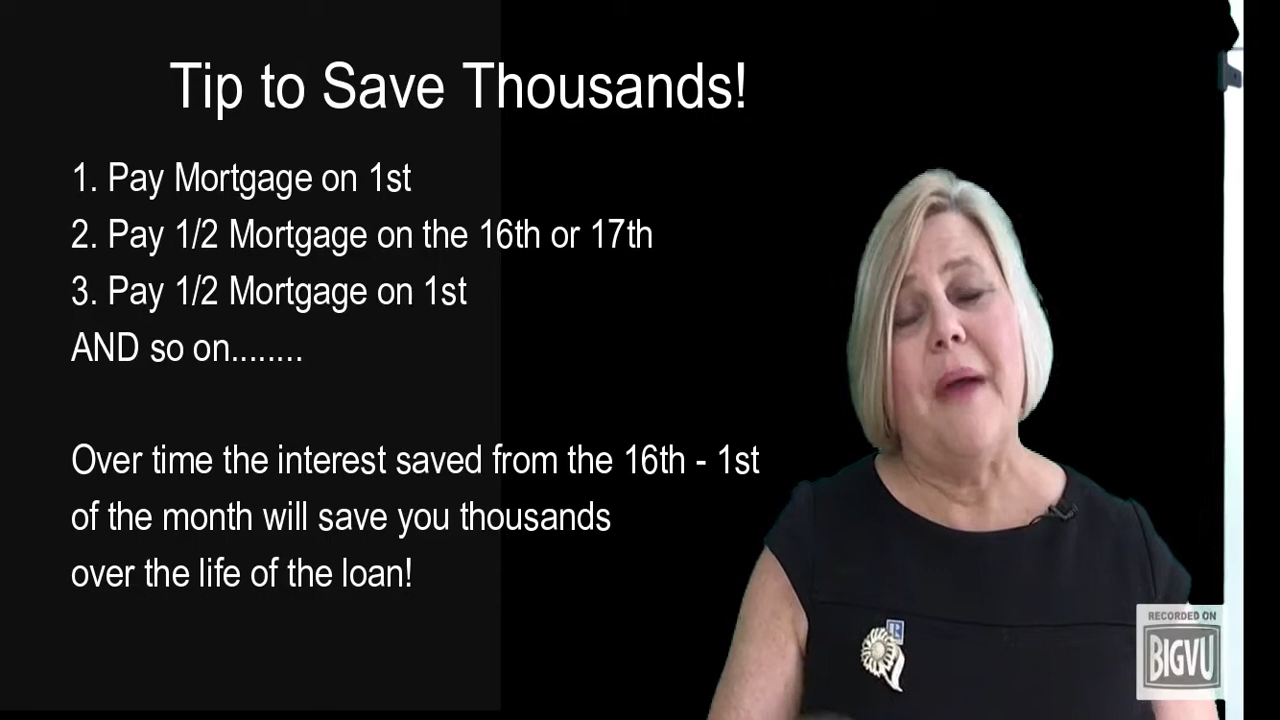 Tip to Save Thousands!
1. Pay Mortgage on 1st
2. Pay 1/2 Mortgage on the 16th or 17th
3. Pay 1/2 Mortgage on 1st
AND so on........
Over time the interest saved from the 16th - 1st
of the month will save you thousands
over the life of the loan!
R
RECORDED ON
BIGVU